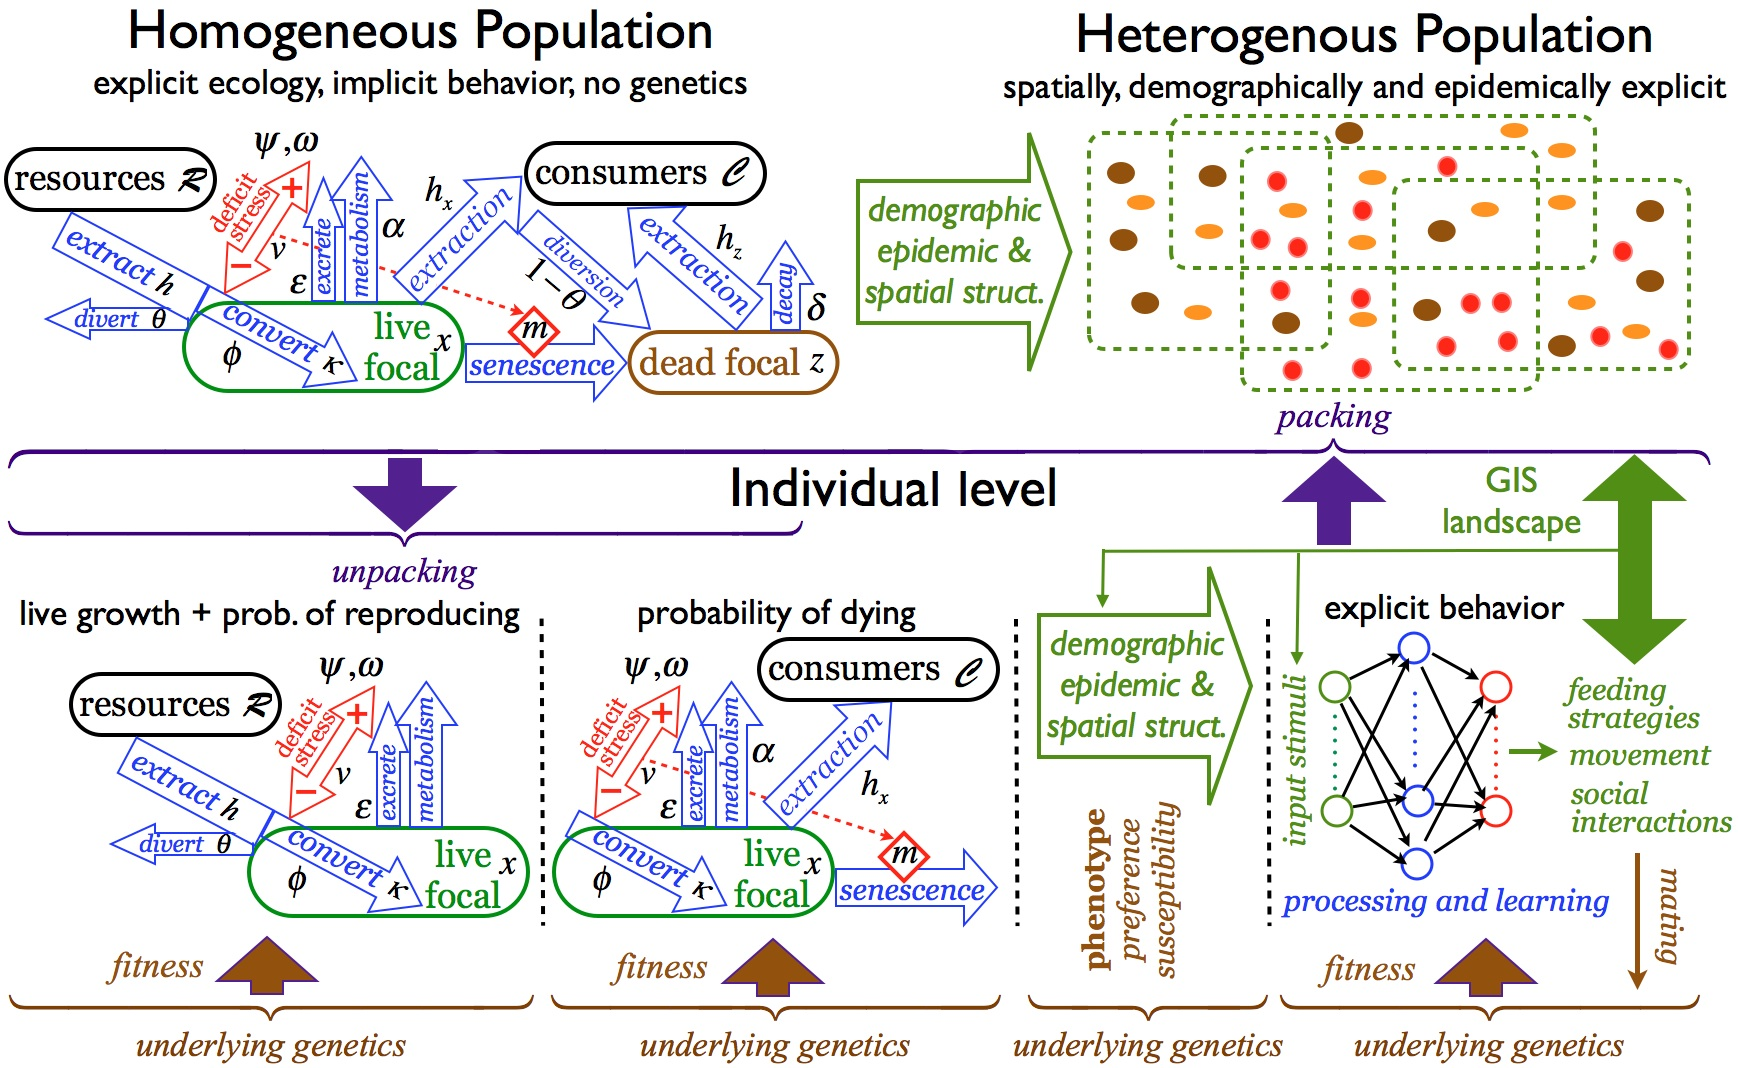 Homogeneous Population
explicit ecology, implicit behavior, no genetics
resources ℛ
ψ,ω
deficit
stress
+
−
ν
ε
excrete
metabolism
α
h_x
extraction
consumers 𝒞
extract h
divert θ
convert
ϕ
κ
live
focal
x
diversion
1−θ
extraction
h_z
decay
δ
m
senescence
dead focal z
Heterogenous Population
spatially, demographically and epidemically explicit
demographic
epidemic &
spatial struct.
packing
Individual level
GIS
landscape
unpacking
live growth + prob. of reproducing
resources ℛ
ψ,ω
deficit
stress
+
−
ν
ε
excrete
metabolism
extract h
divert θ
convert
ϕ
κ
live
focal
x
fitness
underlying genetics
probability of dying
consumers 𝒞
ψ,ω
deficit
stress
+
−
ν
ε
excrete
metabolism
α
extraction
h_x
convert
ϕ
κ
live
focal
x
m
senescence
fitness
underlying genetics
demographic
epidemic &
spatial struct.
phenotype
preference
susceptibility
underlying genetics
explicit behavior
input stimuli
processing and learning
feeding
strategies
movement
social
interactions
mating
fitness
underlying genetics